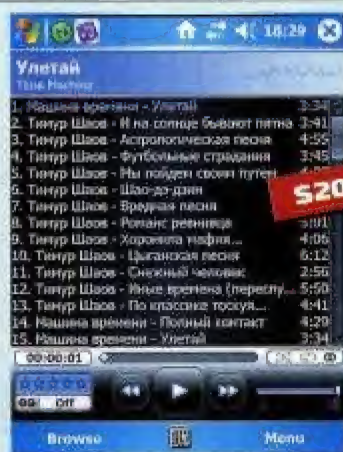 18:29
Улетай
Time Machine
1. Машина времени - Улетай 3:34
2. Тимур Шаов - И на солнце бывают пятна 3:41
3. Тимур Шаов - Астрологическая песня 4:55
4. Тимур Шаов - Футбольные страдания 3:45
5. Тимур Шаов - Мы пойдем своим путем
6. Тимур Шаов - Шао-дао-дзин
7. Тимур Шаов - Вредная песня
8. Тимур Шаов - Романс ревнивца 5:01
9. Тимур Шаов - Хоронила мафия... 4:06
10. Тимур Шаов - Цыганская песня 6:12
11. Тимур Шаов - Снежный человек 2:56
12. Тимур Шаов - Иные времена (переслу... 5:50
13. Тимур Шаов - По классике тоскуя... 4:41
14. Машина времени - Полный контакт 4:29
15. Машина времени - Улетай 3:34
$20
00:00:01
Off
Browse Menu